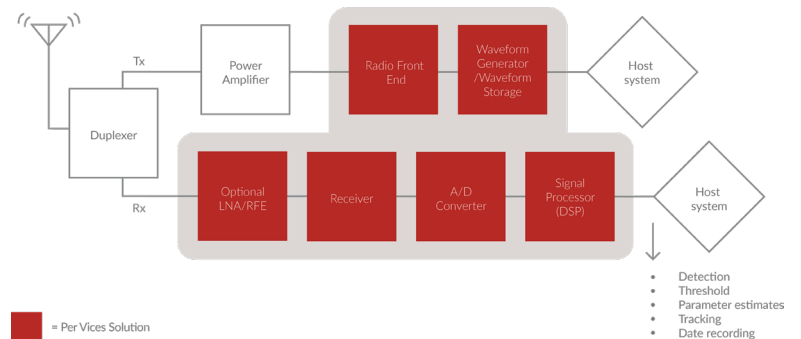 Tx
Power
Amplifier
Radio Front
End
Waveform
Generator
/Waveform
Storage
Host
system
Duplexer
Rx
Optional
LNA/RFE
Receiver
A/D
Converter
Signal
Processor
(DSP)
Host
system
• Detection
• Threshold
• Parameter estimates
• Tracking
• Date recording
= Per Vices Solution